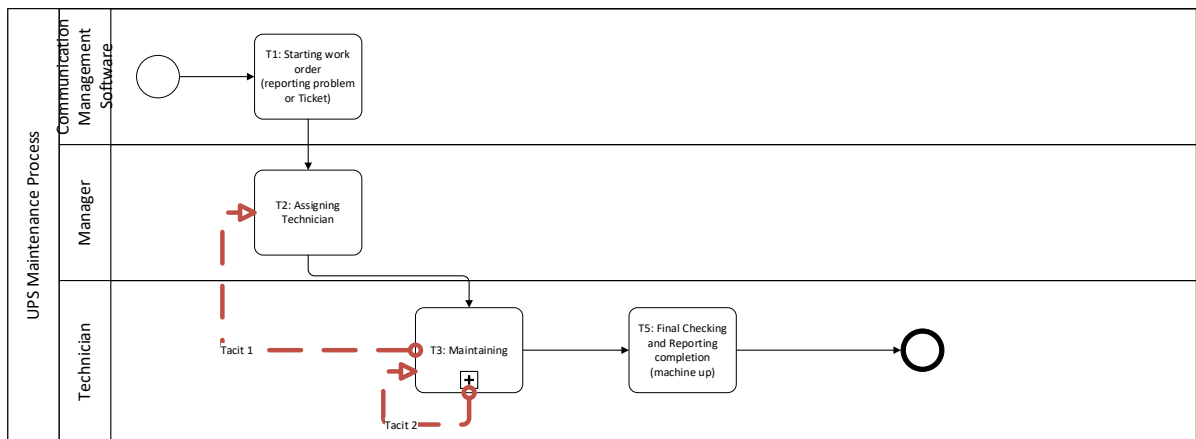 UPS Maintenance Process
Communication
Management
Software
T1: Starting work
order
(reporting problem
or Ticket)
Manager
T2: Assigning
Technician
Technician
Tacit 1
T3: Maintaining
Tacit 2
T5: Final Checking
and Reporting
completion
(machine up)